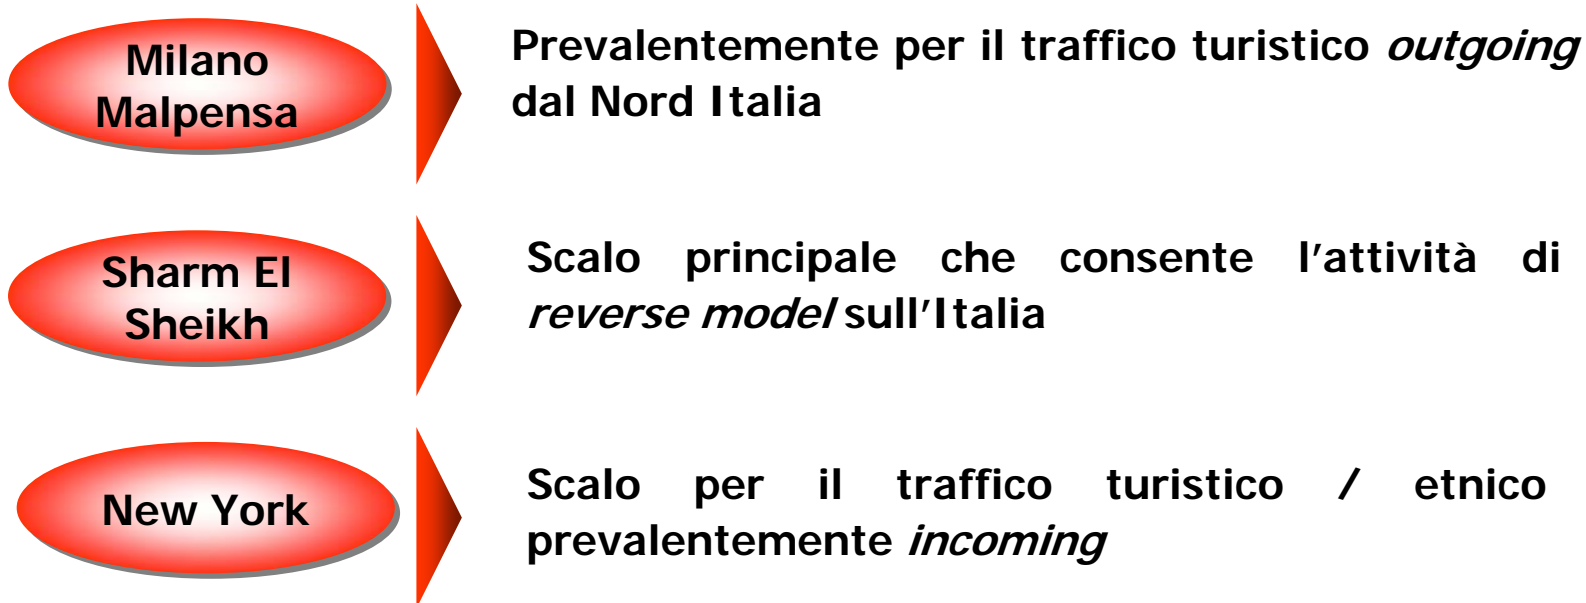 Milano
Malpensa
Prevalentemente per il traffico turistico outgoing
dal Nord Italia
Sharm El
Sheikh
Scalo principale che consente l'attività di
reverse model sull'Italia
New York
Scalo per il traffico turistico / etnico
prevalentemente incoming